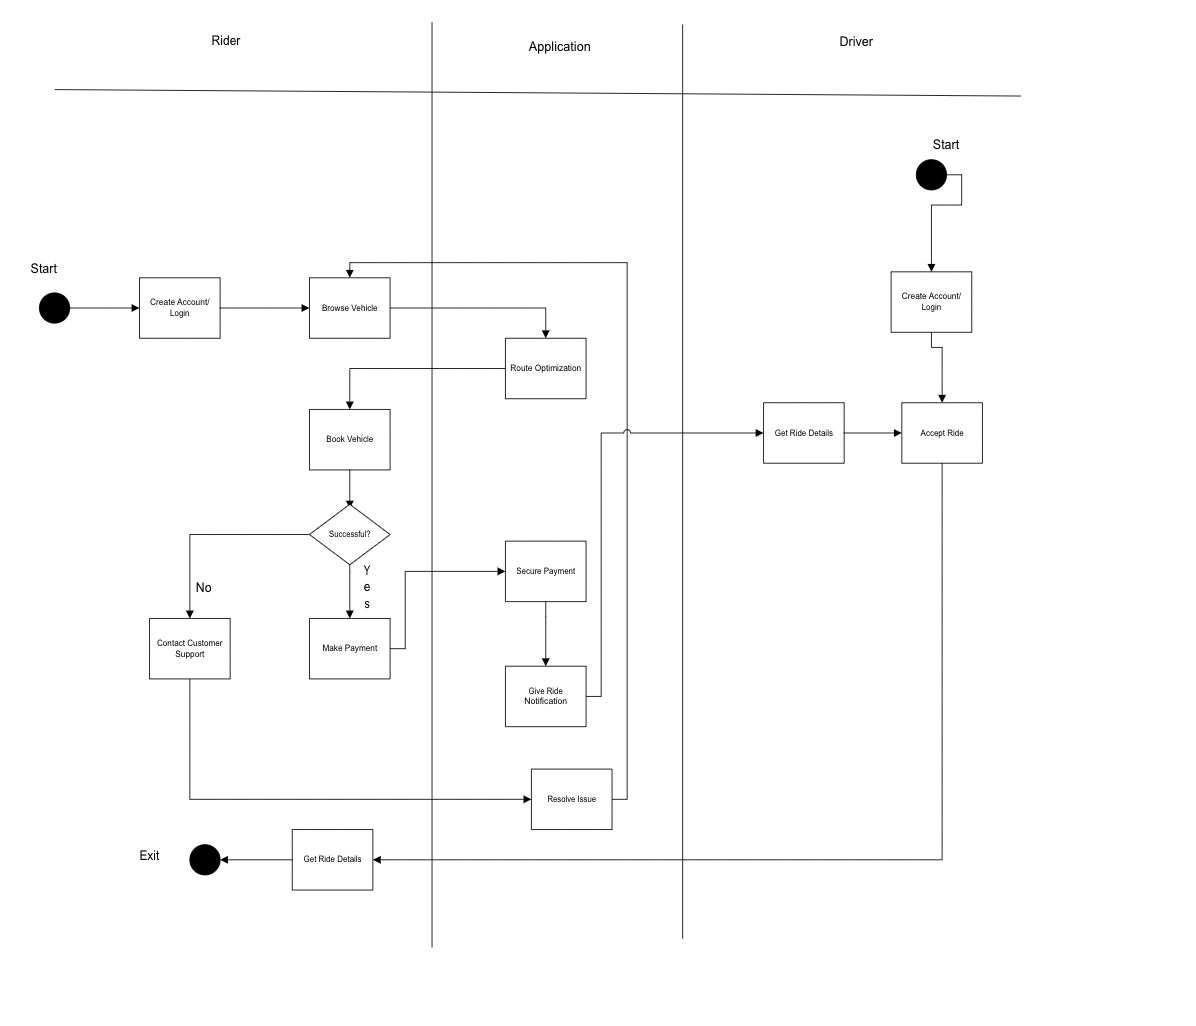 Rider
Application
Driver
Start
Start
Create Account/
Login
Browse Vehicle
Create Account/
Login
Route Optimization
Book Vehicle
Get Ride Details
Accept Ride
Successful?
No
Y
e
s
Secure Payment
Contact Customer
Support
Make Payment
Give Ride
Notification
Resolve Issue
Exit
Get Ride Details